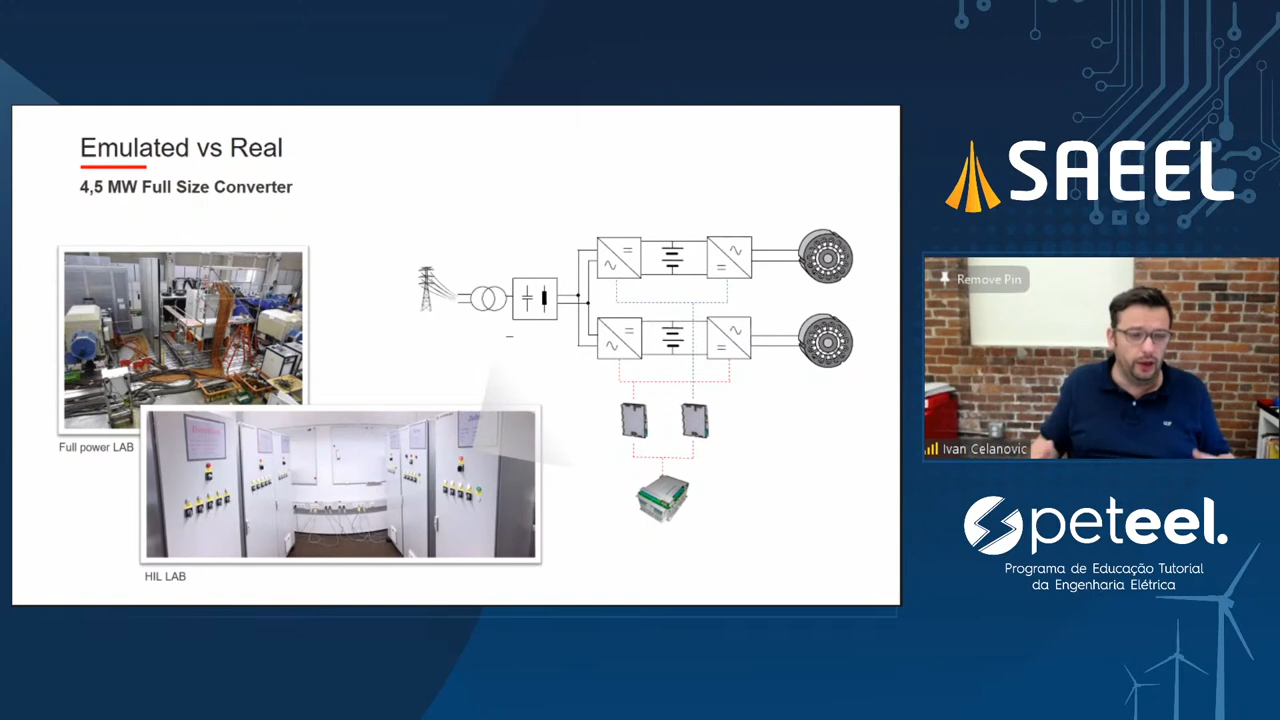 Emulated vs Real
4,5 MW Full Size Converter
Full power LAB
HIL LAB
SAEEL
Remove Pin
Ivan Celanovic
peteel.
Programa de Educação Tutorial
da Engenharia Elétrica